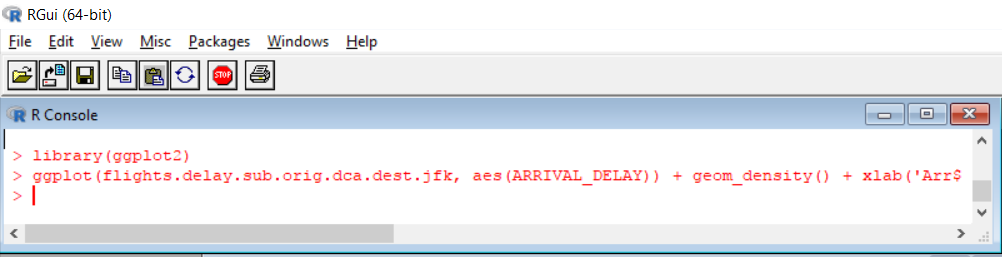 RGui (64-bit)
File Edit View Misc Packages Windows Help
STOP
R Console
> library(ggplot2)
> ggplot(flights.delay.sub.orig.dca.dest.jfk, aes(ARRIVAL_DELAY)) + geom_density() + xlab('Arr$
>